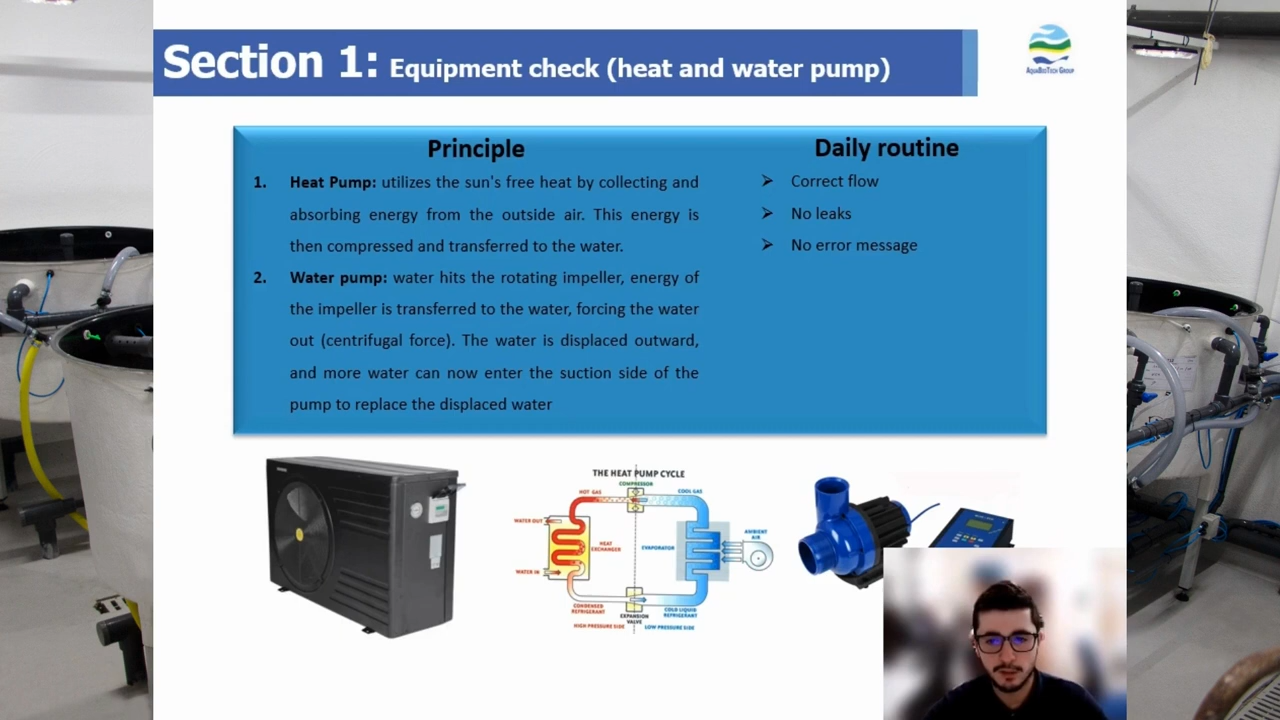 Section 1: Equipment check (heat and water pump)
AQUABIOTECH GROUP
Principle
1. Heat Pump: utilizes the sun's free heat by collecting and
absorbing energy from the outside air. This energy is
then compressed and transferred to the water.
2. Water pump: water hits the rotating impeller, energy of
the impeller is transferred to the water, forcing the water
out (centrifugal force). The water is displaced outward,
and more water can now enter the suction side of the
pump to replace the displaced water
Daily routine
Correct flow
No leaks
No error message
THE HEAT PUMP CYCLE
COMPRESSOR
HOT GAS
COOL GAS
WATER OUT
HEAT
EXCHANGER
EVAPORATOR
AMBIENT
AIR
WATER IN
CONDENSED
REFRIGERANT
EXPANSION
VALVE
COLD LIQUID
REFRIGERANT
HIGH PRESSURE SIDE
LOW PRESSURE SIDE